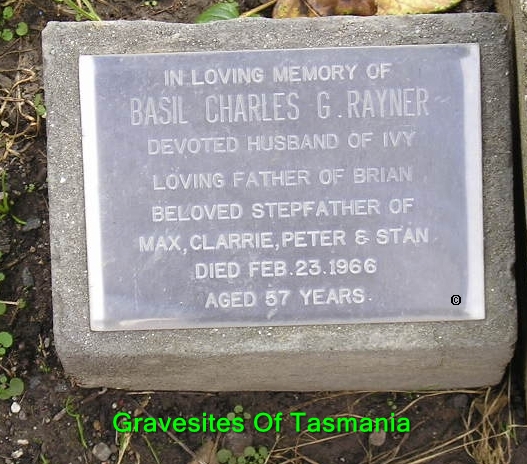 IN LOVING MEMORY OF
BASIL CHARLES G. RAYNER
DEVOTED HUSBAND OF IVY
LOVING FATHER OF BRIAN
BELOVED STEPFATHER OF
MAX, CLARRIE, PETER & STAN
DIED FEB. 23. 1966
AGED 57 YEARS
©
Gravesites Of Tasmania